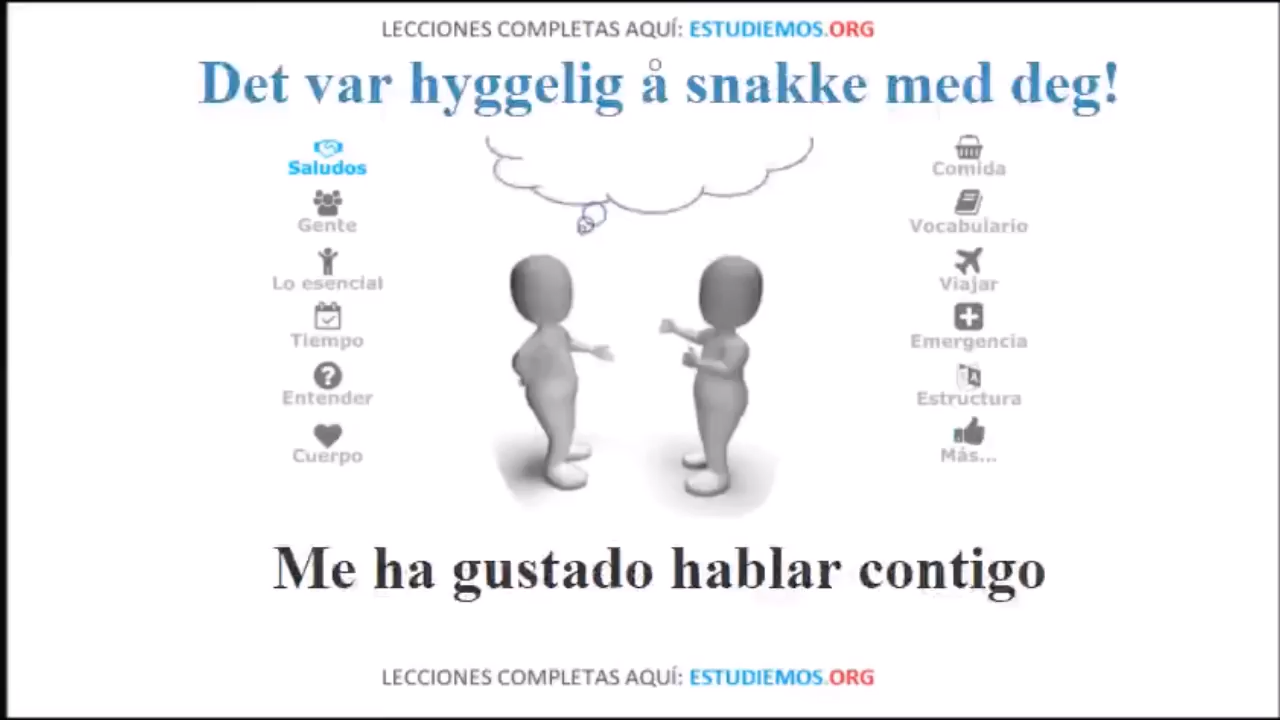 LECCIONES COMPLETAS AQUÍ: ESTUDIEMOS.ORG
Det var hyggelig å snakke med deg!
Saludos
Gente
Lo esencial
Tiempo
Entender
Cuerpo
Comida
Vocabulario
Viajar
Emergencia
Estructura
Más...
Me ha gustado hablar contigo
LECCIONES COMPLETAS AQUÍ: ESTUDIEMOS.ORG